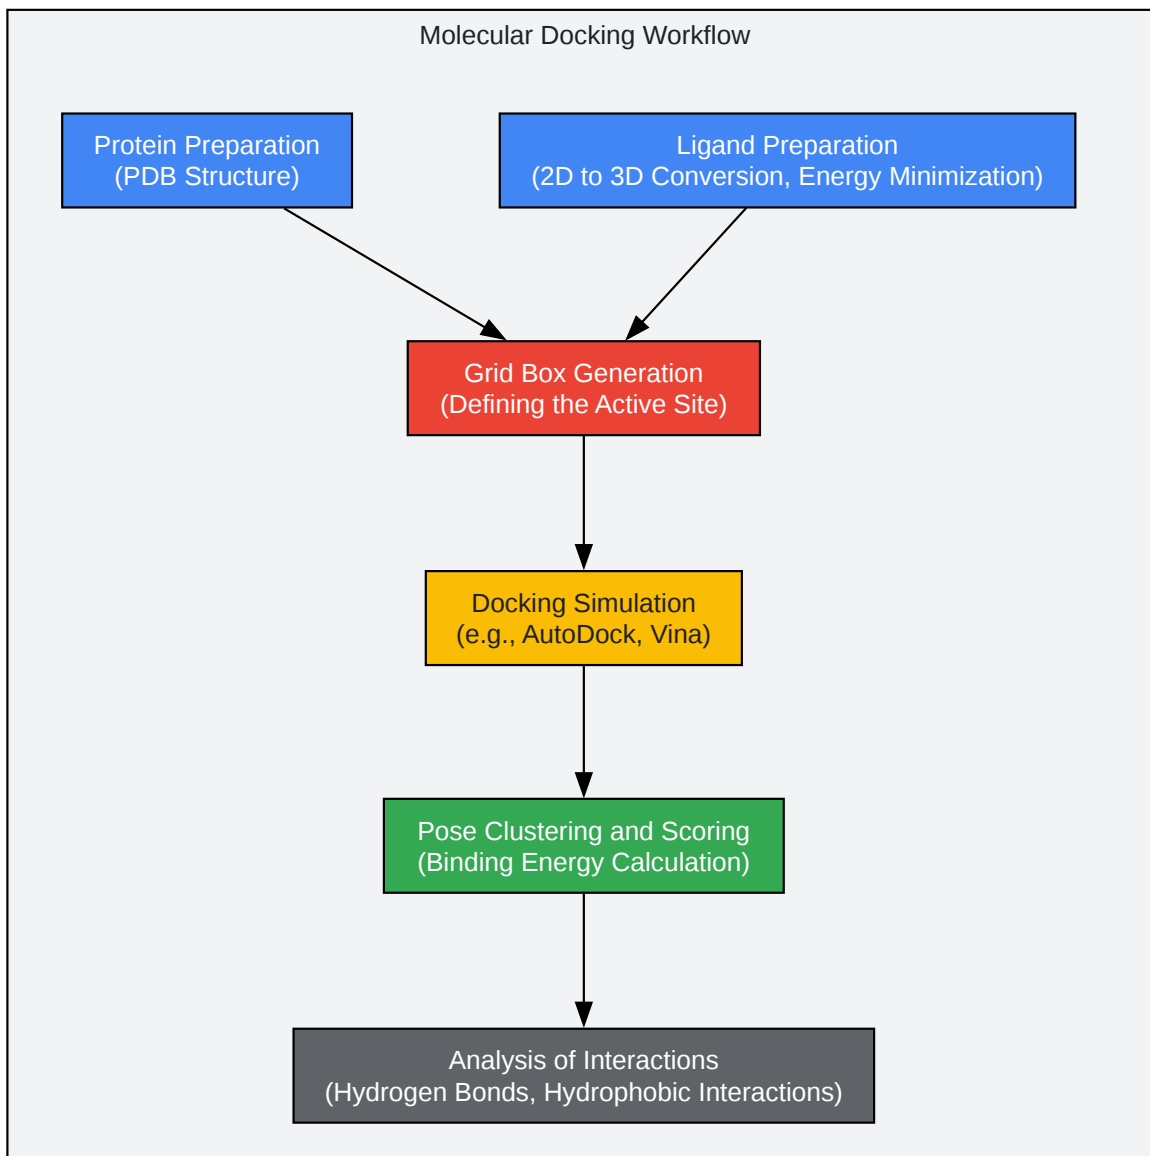 Molecular Docking Workflow
Protein Preparation
(PDB Structure)
Ligand Preparation
(2D to 3D Conversion, Energy Minimization)
Grid Box Generation
(Defining the Active Site)
Docking Simulation
(e.g., AutoDock, Vina)
Pose Clustering and Scoring
(Binding Energy Calculation)
Analysis of Interactions
(Hydrogen Bonds, Hydrophobic Interactions)